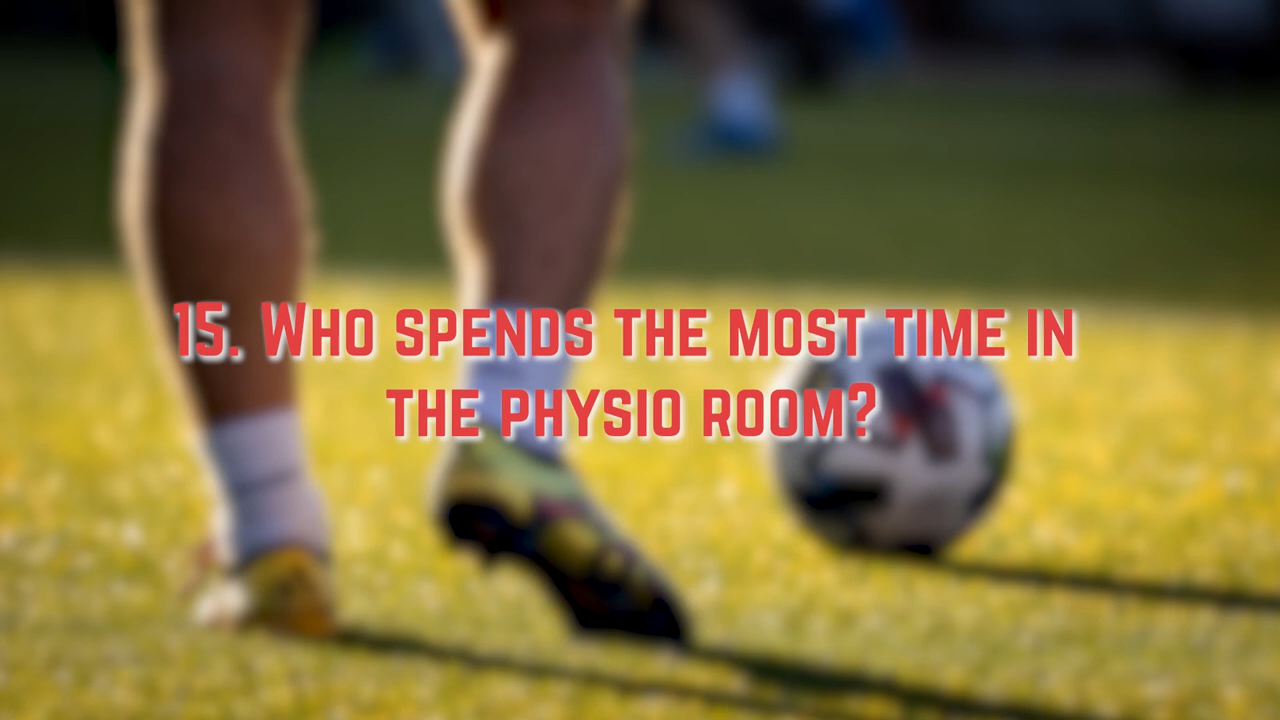 15. Who spends the most time in
the physio room?